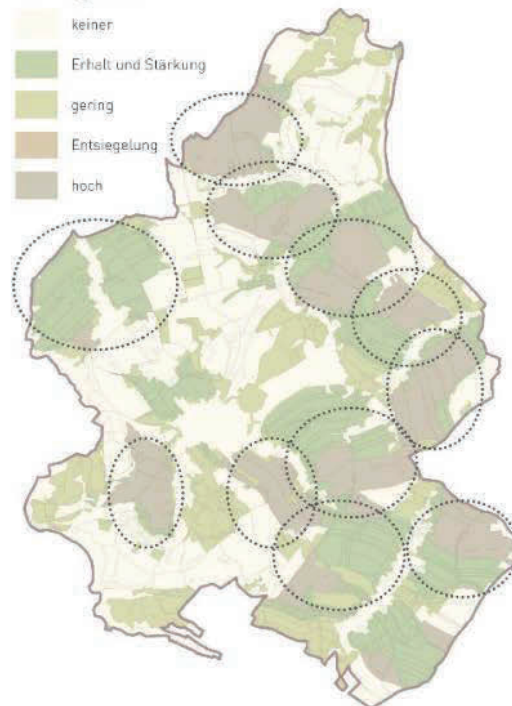 keiner
Erhalt und Stärkung
gering
Entsiegelung
hoch